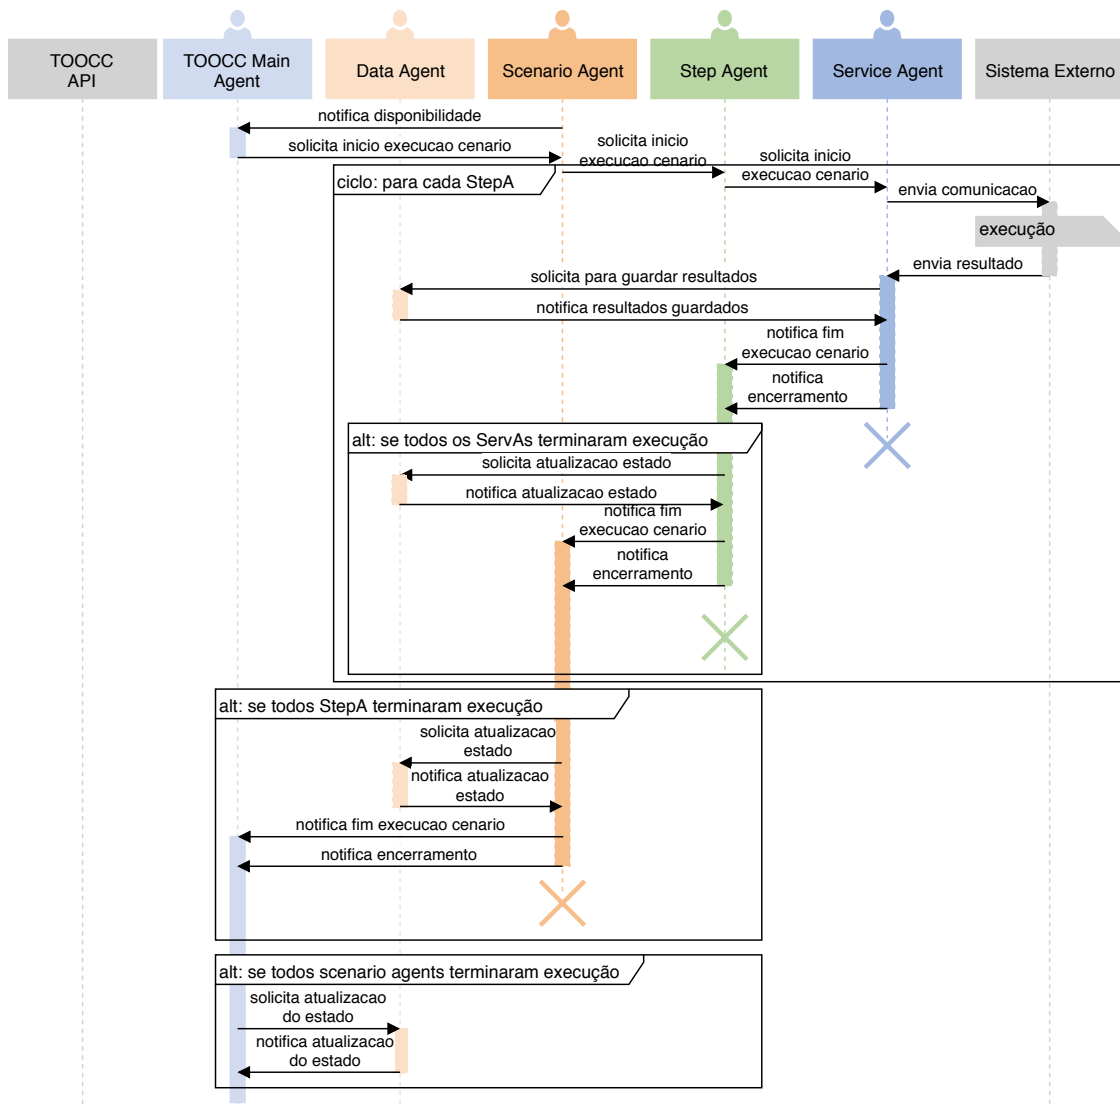 TOOCC
API
TOOCC Main
Agent
Data Agent
Scenario Agent
Step Agent
Service Agent
Sistema Externo
notifica disponibilidade
solicita inicio execucao cenario
solicita inicio
execucao cenario
solicita inicio
execucao cenario
ciclo: para cada StepA
envia comunicacao
execução
envia resultado
solicita para guardar resultados
notifica resultados guardados
notifica fim
execucao cenario
notifica
encerramento
alt: se todos os ServAs terminaram execução
solicita atualizacao estado
notifica atualizacao estado
notifica fim
execucao cenario
notifica
encerramento
alt: se todos StepA terminaram execução
solicita atualizacao
estado
notifica atualizacao
estado
notifica fim execucao cenario
notifica encerramento
alt: se todos scenario agents terminaram execução
solicita atualizacao
do estado
notifica atualizacao
do estado